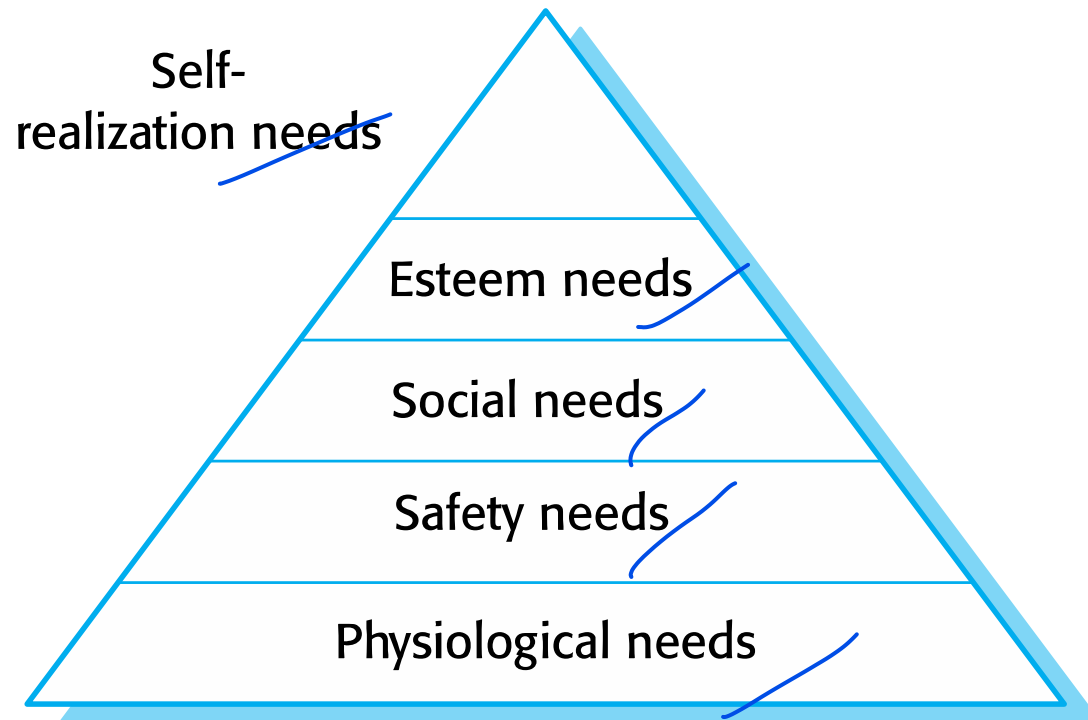 Self-
realization needs
Esteem needs
Social needs
Safety needs
Physiological needs